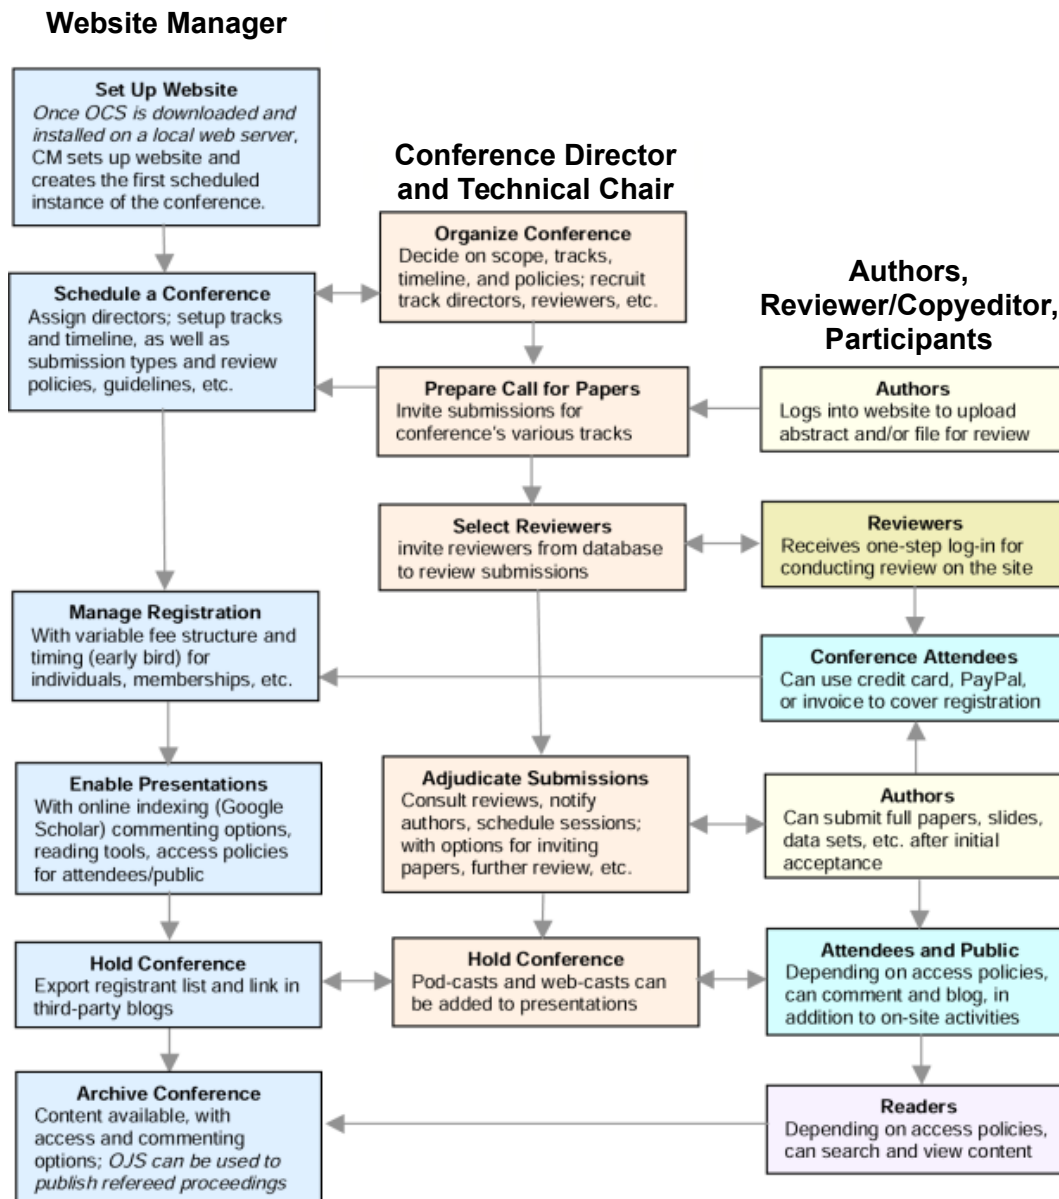 Website Manager
Set Up Website
Once OCS is downloaded and
installed on a local web server,
CM sets up website and
creates the first scheduled
instance of the conference.
Schedule a Conference
Assign directors; setup tracks
and timeline, as well as
submission types and review
policies, guidelines, etc.
Manage Registration
With variable fee structure and
timing (early bird) for
individuals, memberships, etc.
Enable Presentations
With online indexing (Google
Scholar) commenting options,
reading tools, access policies
for attendees/public
Hold Conference
Export registrant list and link in
third-party blogs
Archive Conference
Content available, with
access and commenting
options; OJS can be used to
publish refereed proceedings
Conference Director
and Technical Chair
Organize Conference
Decide on scope, tracks,
timeline, and policies; recruit
track directors, reviewers, etc.
Prepare Call for Papers
Invite submissions for
conference's various tracks
Select Reviewers
invite reviewers from database
to review submissions
Adjudicate Submissions
Consult reviews, notify
authors, schedule sessions;
with options for inviting
papers, further review, etc.
Hold Conference
Pod-casts and web-casts can
be added to presentations
Authors,
Reviewer/Copyeditor,
Participants
Authors
Logs into website to upload
abstract and/or file for review
Reviewers
Receives one-step log-in for
conducting review on the site
Conference Attendees
Can use credit card, PayPal,
or invoice to cover registration
Authors
Can submit full papers, slides,
data sets, etc. after initial
acceptance
Attendees and Public
Depending on access policies,
can comment and blog, in
addition to on-site activities
Readers
Depending on access policies,
can search and view content